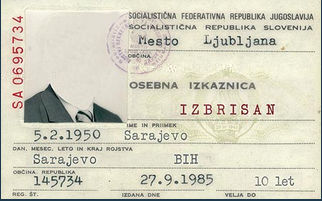 SOCIALISTIČNA FEDERATIVNA REPUBLIKA JUGOSLAVIJA
SOCIALISTIČNA REPUBLIKA SLOVENIJA
Mesto Ljubljana
OBČINA
OSEBNA IZKAZNICA
SA0695734
IZBRISAN
IME IN PRIIMEK
5.2.1950 Sarajevo
DAN, MESEC, LETO IN KRAJ ROJSTVA
Sarajevo BIH
OBČINA, REPUBLIKA
145734 27.9.1985 10 let
REG. ŠT. IZDANA DNE VELJA DO